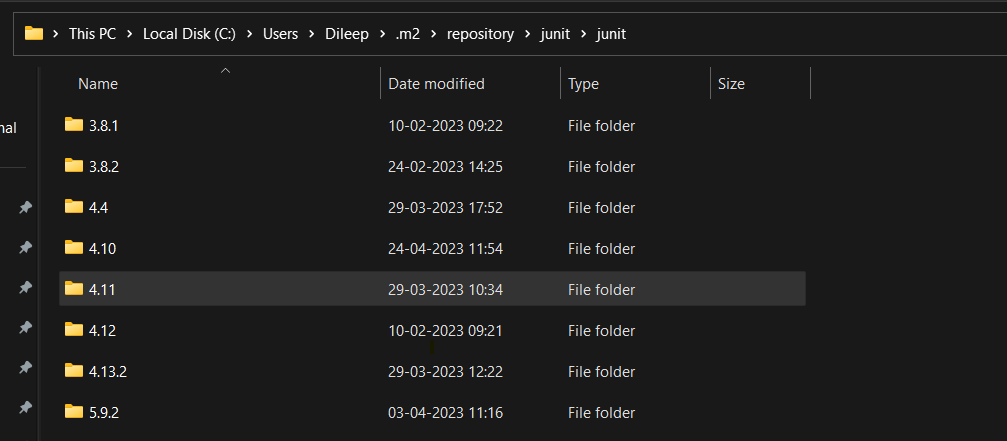 This PC > Local Disk (C:) > Users > Dileep > .m2 > repository > junit > junit
Name Date modified Type Size
nal
3.8.1 10-02-2023 09:22 File folder
3.8.2 24-02-2023 14:25 File folder
4.4 29-03-2023 17:52 File folder
4.10 24-04-2023 11:54 File folder
4.11 29-03-2023 10:34 File folder
4.12 10-02-2023 09:21 File folder
4.13.2 29-03-2023 12:22 File folder
5.9.2 03-04-2023 11:16 File folder